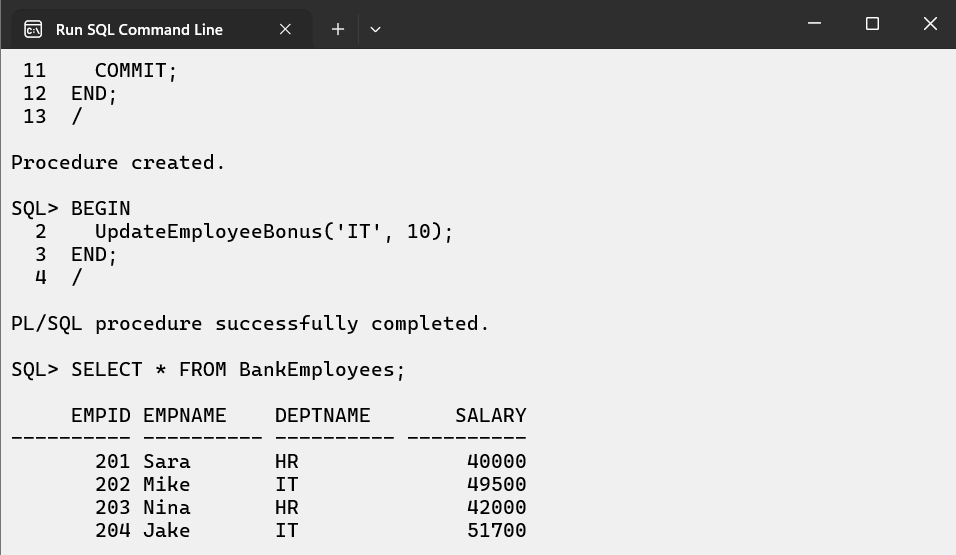 Run SQL Command Line
 11    COMMIT;
 12  END;
 13  /
Procedure created.
SQL> BEGIN
  2    UpdateEmployeeBonus('IT', 10);
  3  END;
  4  /
PL/SQL procedure successfully completed.
SQL> SELECT * FROM BankEmployees;
     EMPID EMPNAME    DEPTNAME       SALARY
---------- ---------- ---------- ----------
       201 Sara       HR              40000
       202 Mike       IT              49500
       203 Nina       HR              42000
       204 Jake       IT              51700